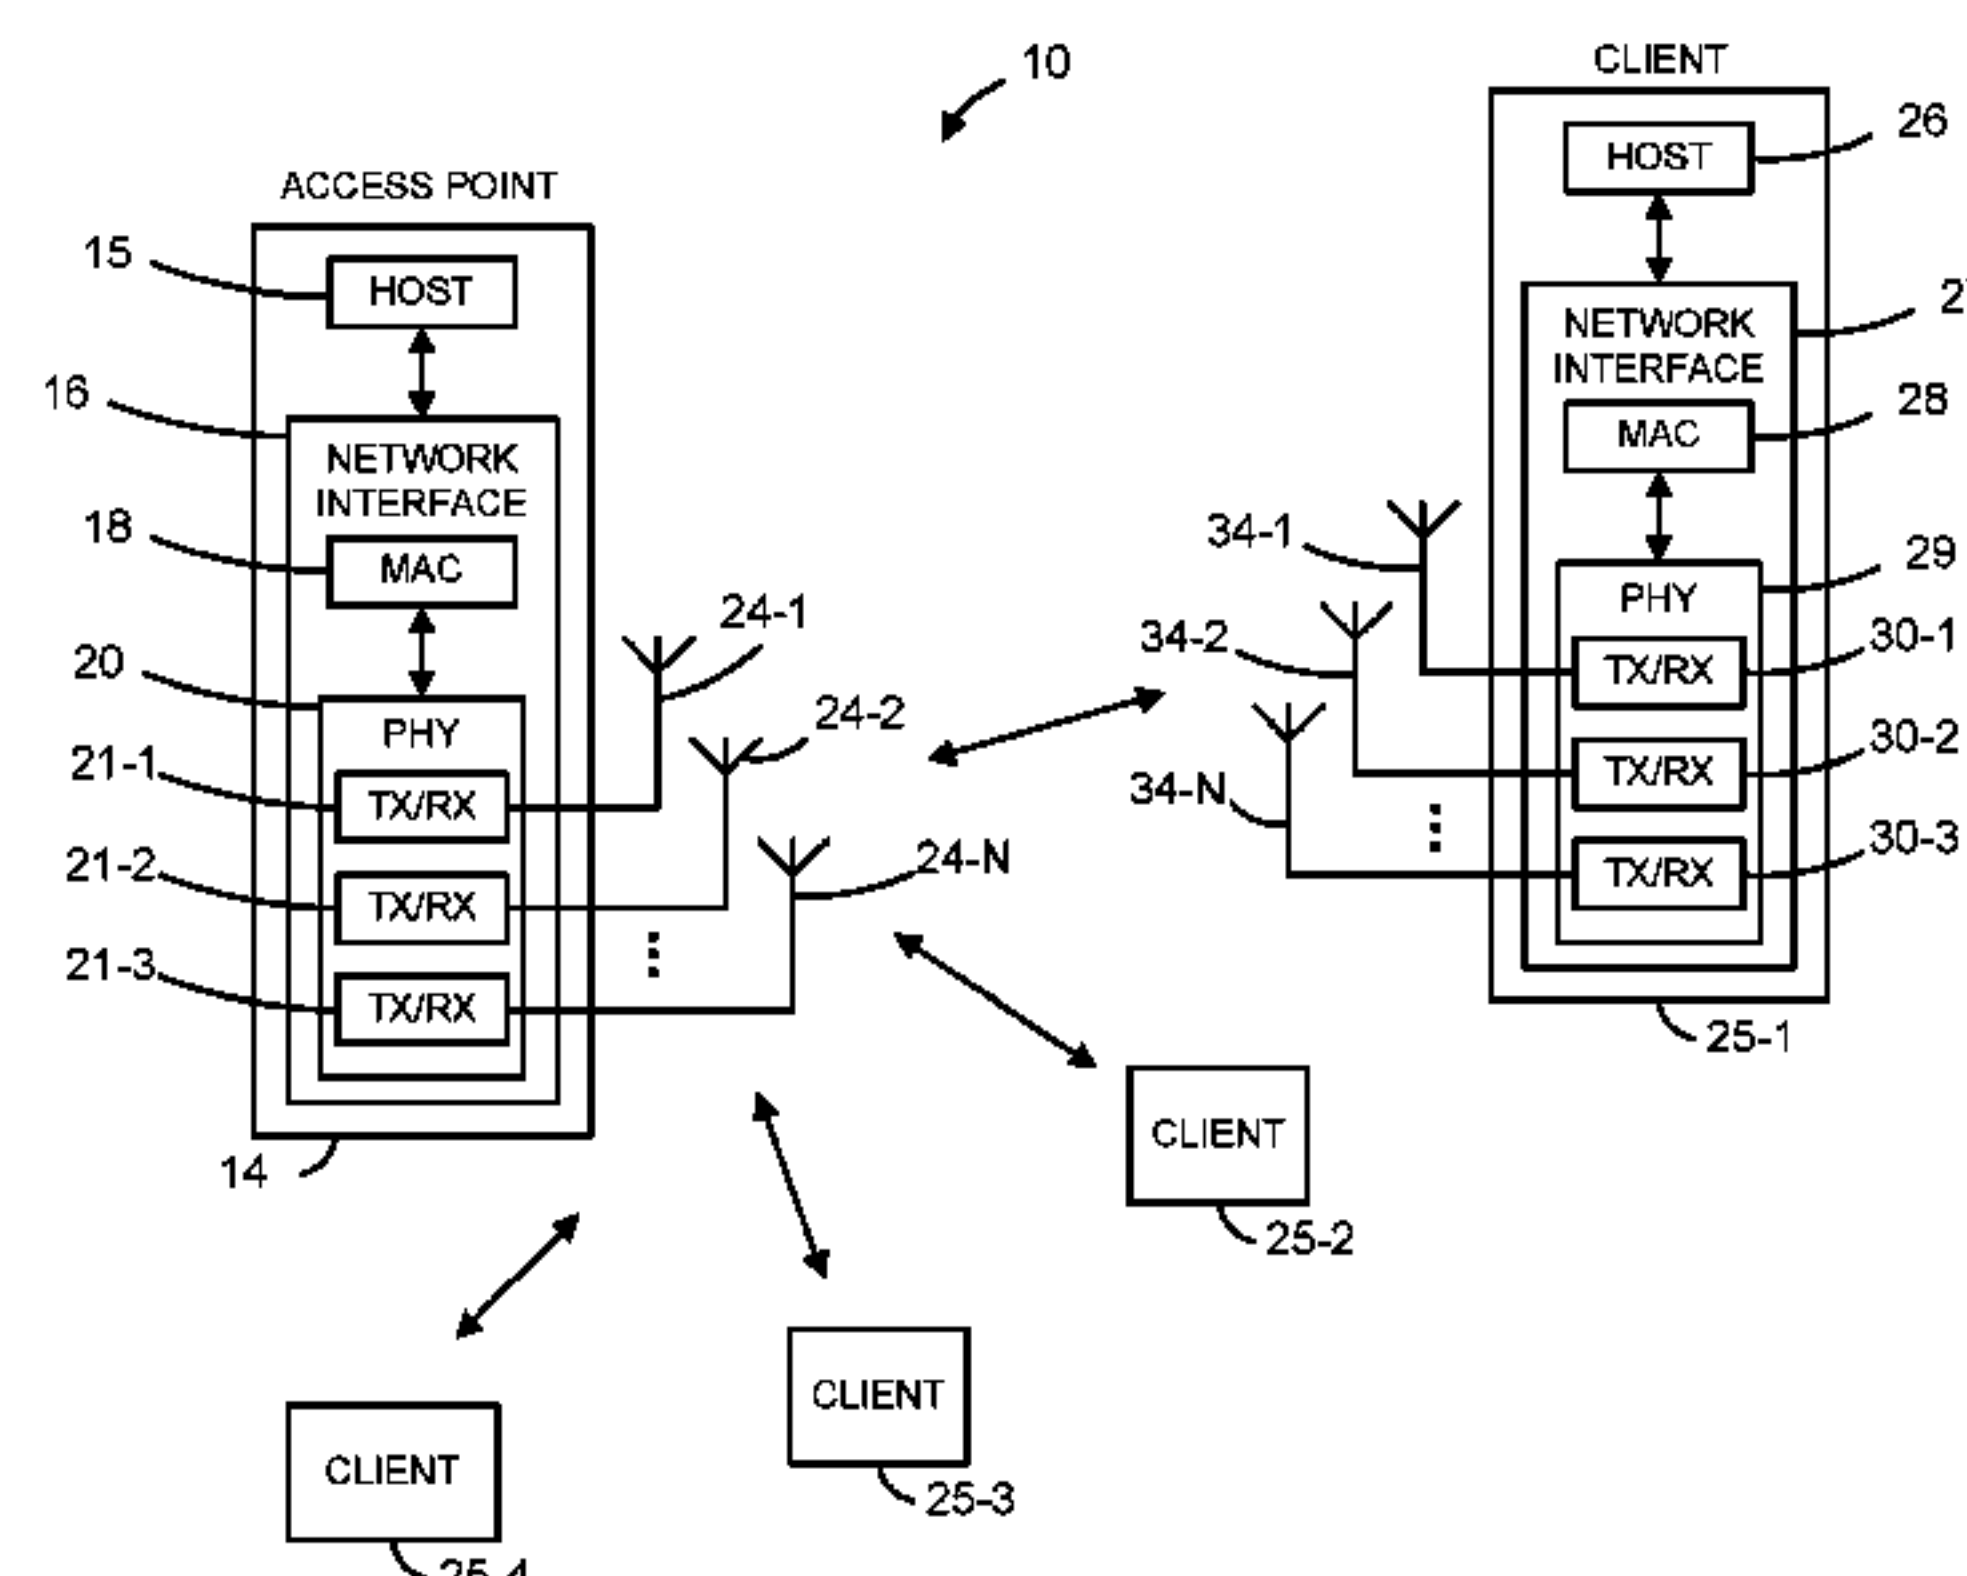 10
CLIENT
HOST
26
NETWORK
INTERFACE
MAC
28
PHY
29
TX/RX
30-1
TX/RX
30-2
TX/RX
30-3
34-1
34-2
34-N
25-1
ACCESS POINT
15
HOST
16
NETWORK
INTERFACE
18
MAC
20
PHY
21-1
TX/RX
21-2
TX/RX
21-3
TX/RX
24-1
24-2
24-N
14
CLIENT
25-2
CLIENT
25-3
CLIENT
25-4